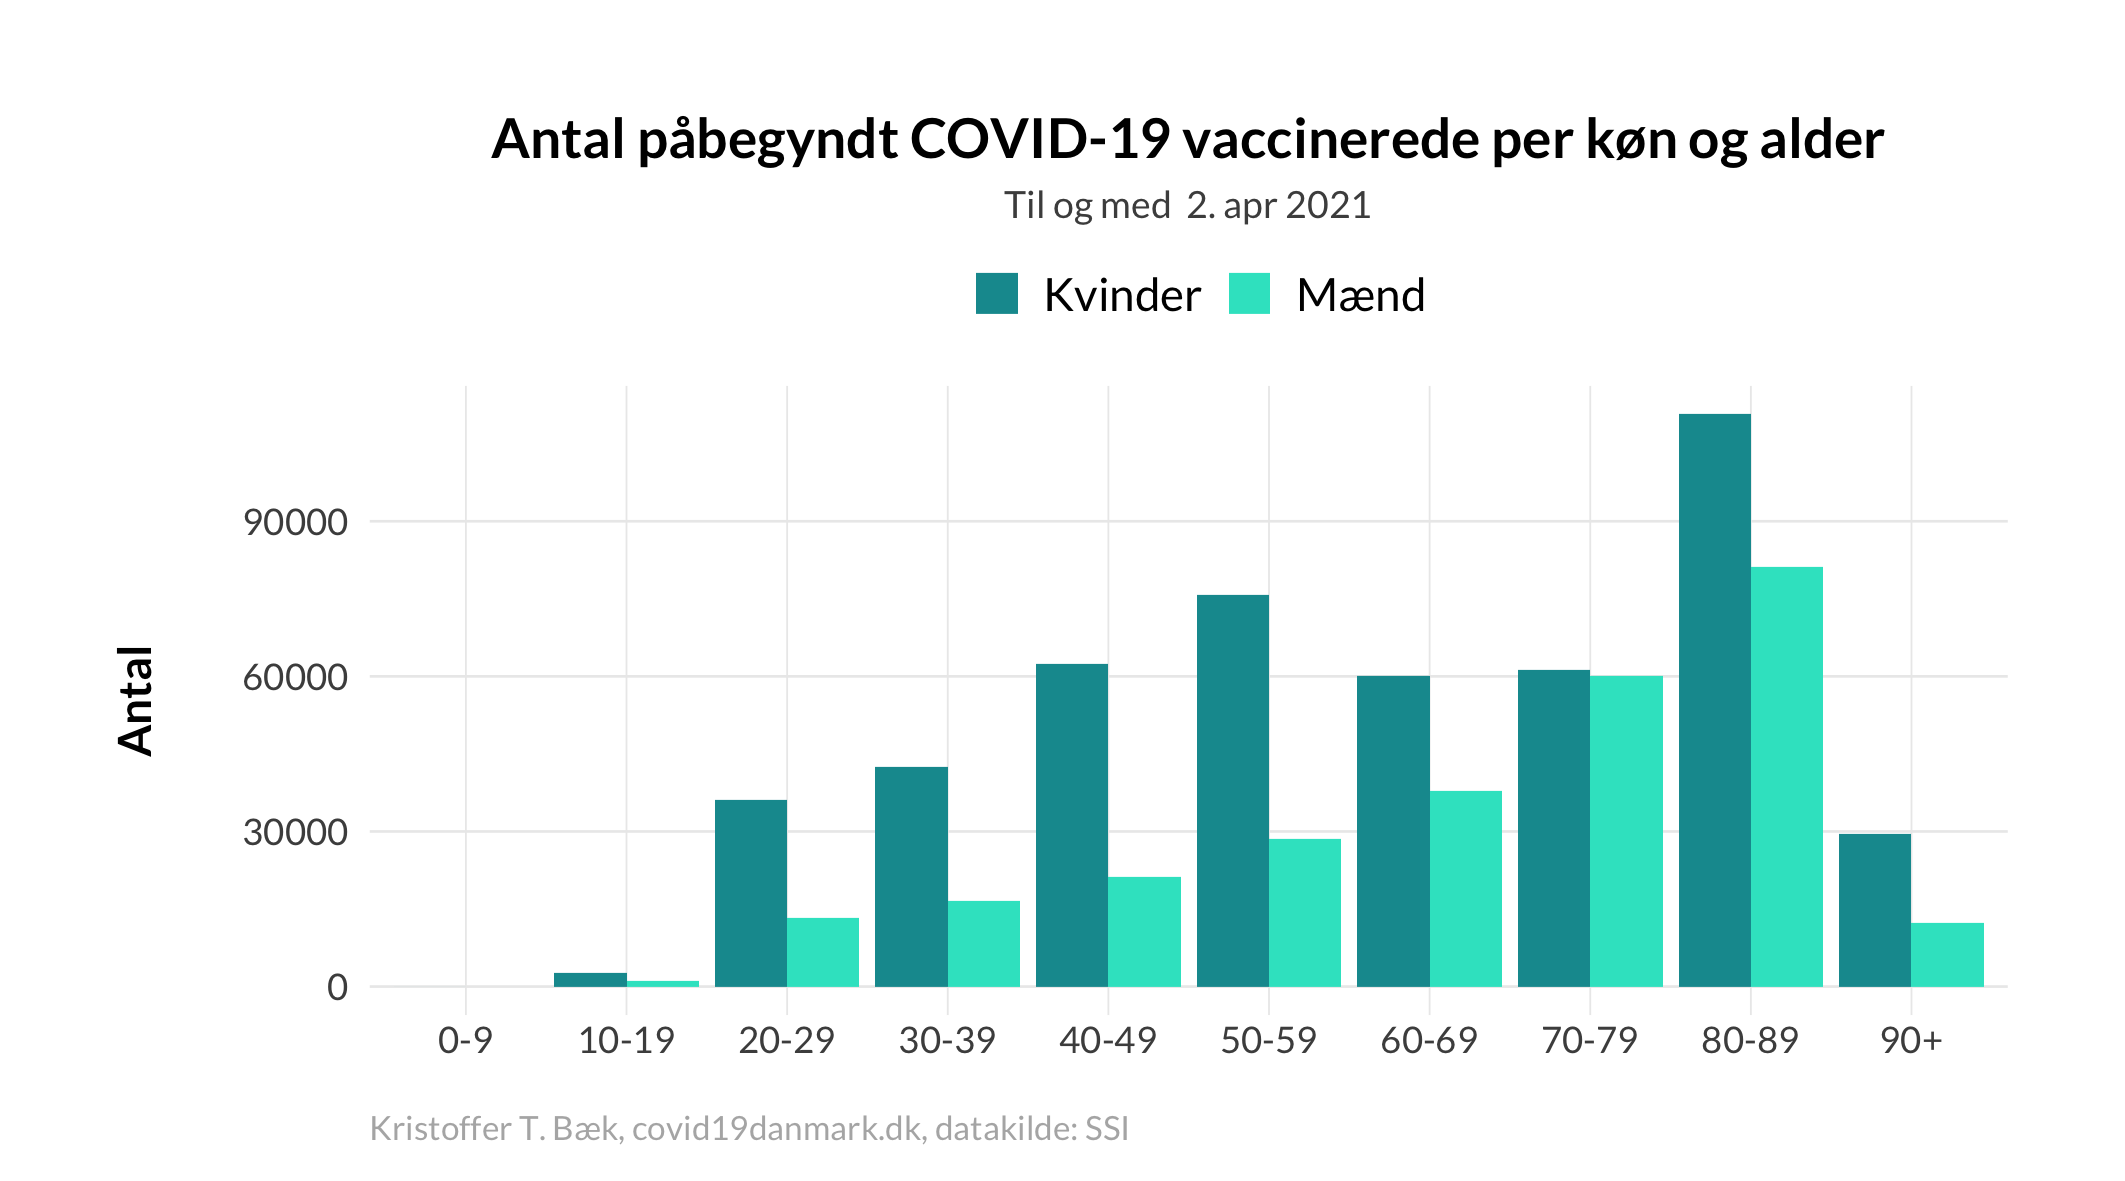 Antal påbegyndt COVID-19 vaccinerede per køn og alder
Til og med  2. apr 2021
Kvinder Mænd
Antal
90000
60000
30000
0
0-9 10-19 20-29 30-39 40-49 50-59 60-69 70-79 80-89 90+
Kristoffer T. Bæk, covid19danmark.dk, datakilde: SSI